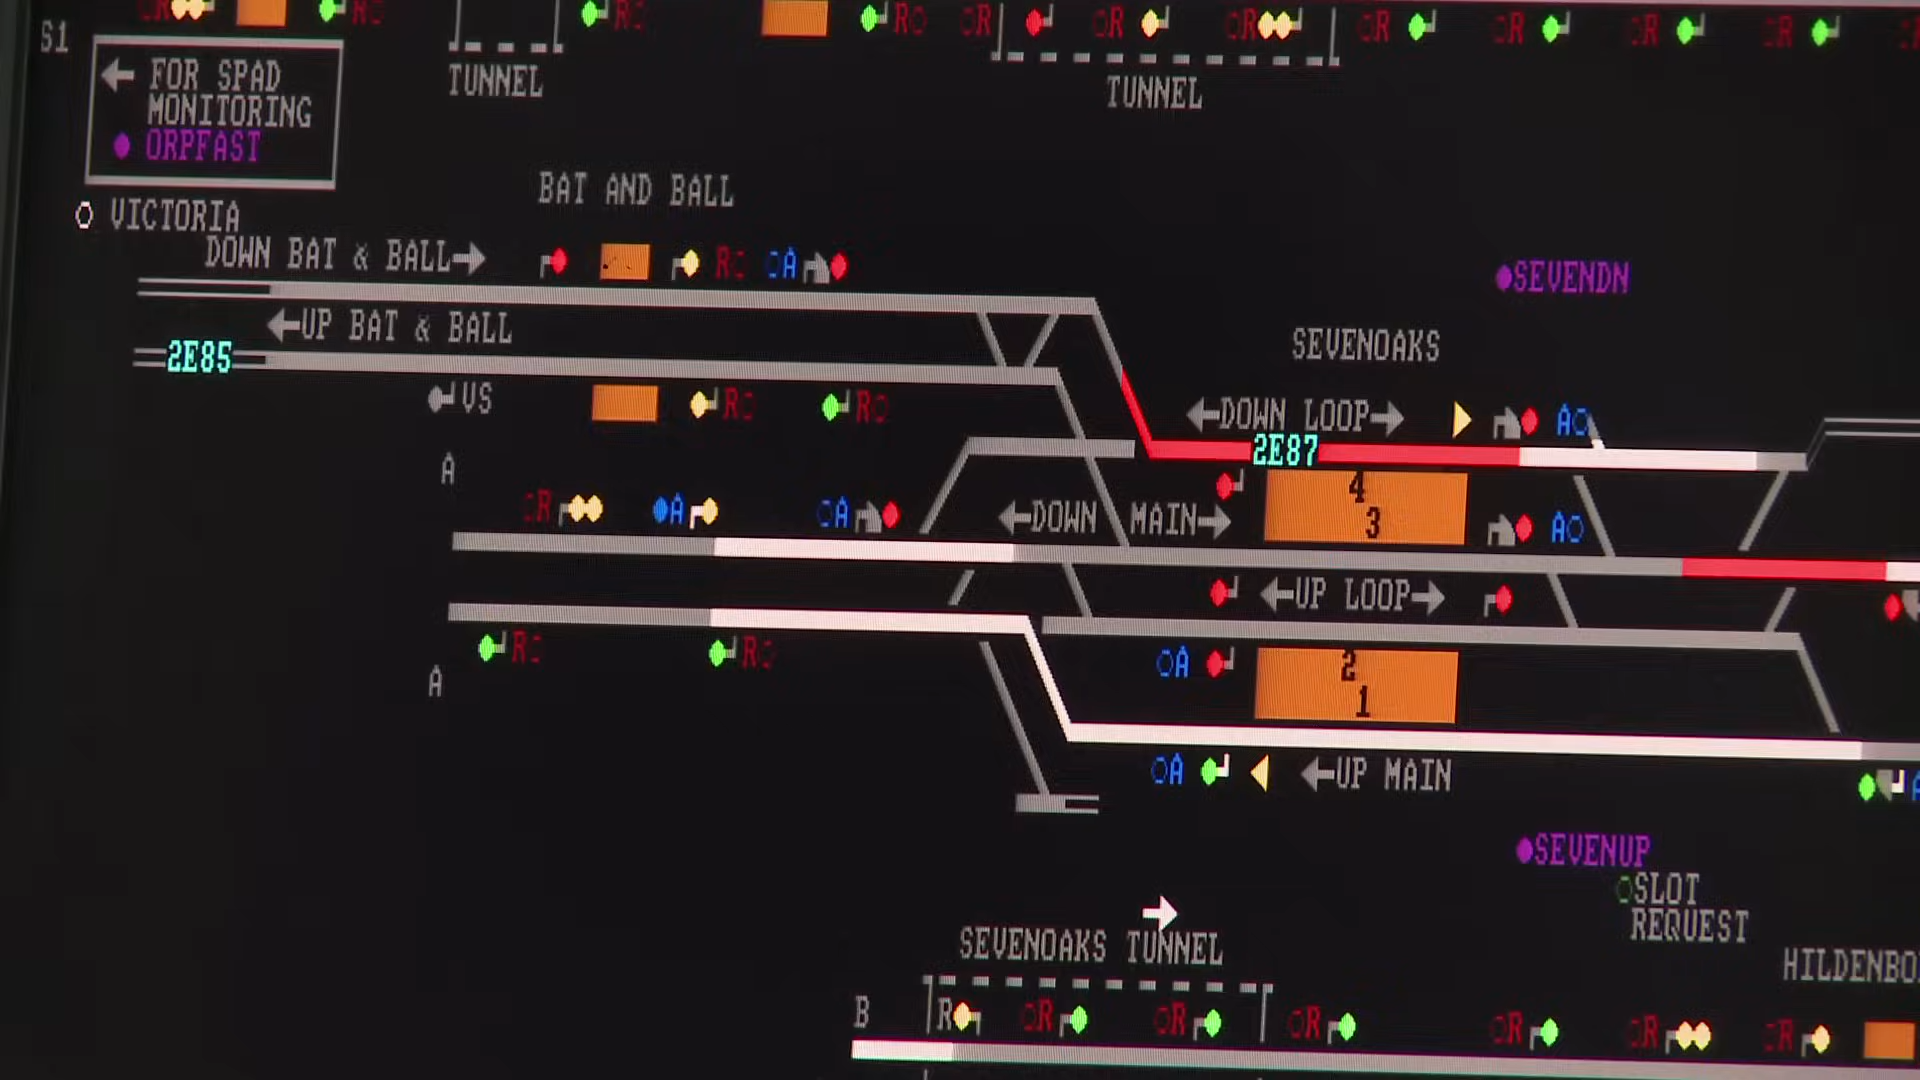 R
R
R
R
R
R
R
R
R
R
R
S1
← FOR SPAD
MONITORING
ORPFAST
TUNNEL
TUNNEL
BAT AND BALL
VICTORIA
DOWN BAT & BALL→
R
A
SEVENDN
←UP BAT & BALL
2E85
SEVENOAKS
VS
R
R
←DOWN LOOP→
A
2E87
A
4
3
R
A
A
←DOWN MAIN→
A
←UP LOOP→
R
R
A
A
2
1
A
←UP MAIN
A
SEVENUP
SLOT
REQUEST
SEVENOAKS TUNNEL
HILDENBO
B
R
R
R
R
R
R
R